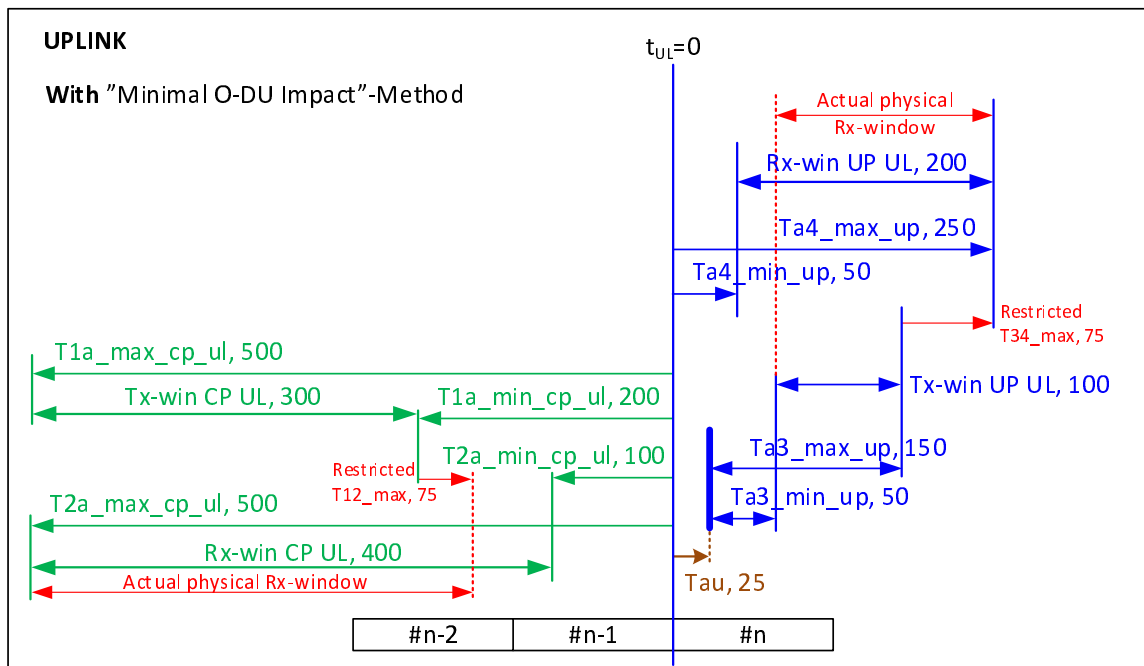 UPLINK
t_UL=0
With ”Minimal O-DU Impact”-Method
Actual physical
Rx-window
Rx-win UP UL, 200
Ta4_max_up, 250
Ta4_min_up, 50
Restricted
T34_max, 75
T1a_max_cp_ul, 500
Tx-win CP UL, 300
T1a_min_cp_ul, 200
Tx-win UP UL, 100
Ta3_max_up, 150
T2a_min_cp_ul, 100
Restricted
T12_max, 75
T2a_max_cp_ul, 500
Ta3_min_up, 50
Rx-win CP UL, 400
Actual physical Rx-window
Tau, 25
#n-2
#n-1
#n